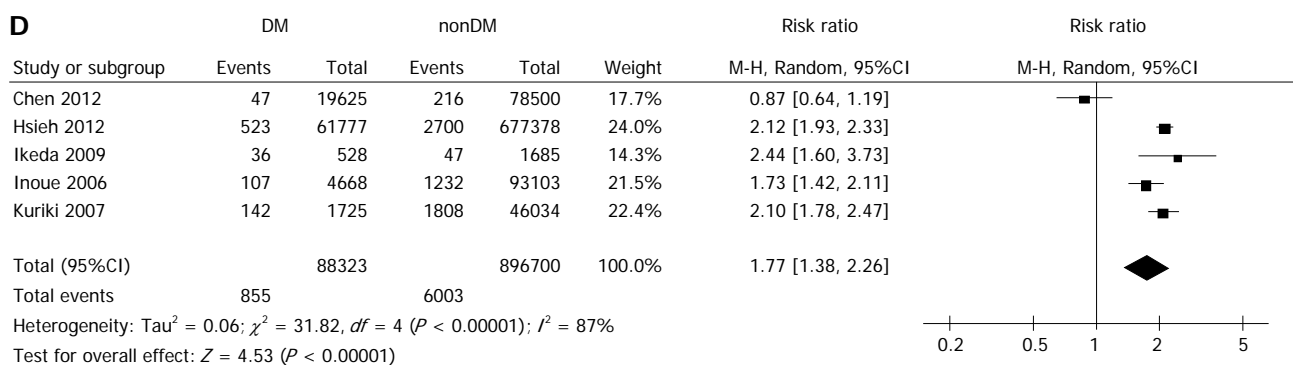 D
DM nonDM Risk ratio Risk ratio
Study or subgroup Events Total Events Total Weight M-H, Random, 95%CI M-H, Random, 95%CI
Chen 2012 47 19625 216 78500 17.7% 0.87 [0.64, 1.19]
Hsieh 2012 523 61777 2700 677378 24.0% 2.12 [1.93, 2.33]
Ikeda 2009 36 528 47 1685 14.3% 2.44 [1.60, 3.73]
Inoue 2006 107 4668 1232 93103 21.5% 1.73 [1.42, 2.11]
Kuriki 2007 142 1725 1808 46034 22.4% 2.10 [1.78, 2.47]
Total (95%CI) 88323 896700 100.0% 1.77 [1.38, 2.26]
Total events 855 6003
Heterogeneity: Tau² = 0.06; χ² = 31.82, df = 4 (P < 0.00001); I² = 87%
Test for overall effect: Z = 4.53 (P < 0.00001)
0.2 0.5 1 2 5